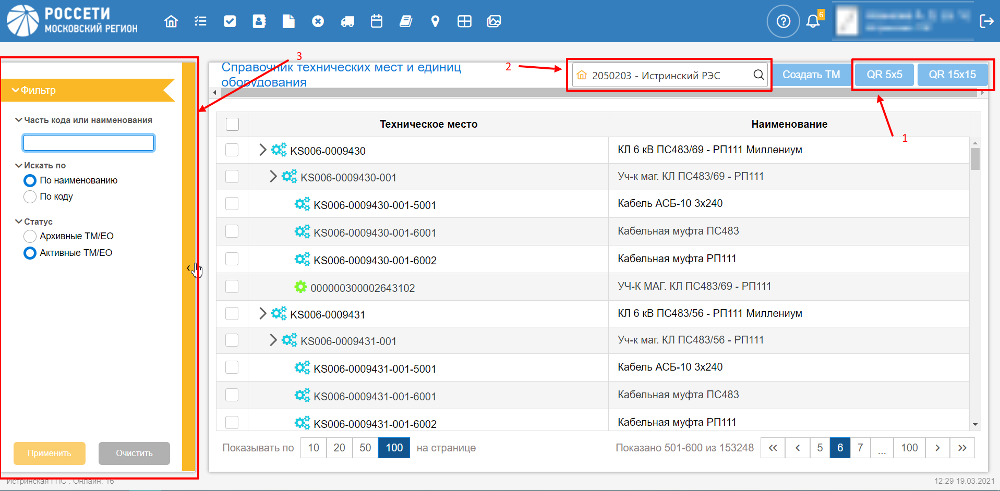 РОССЕТИ
МОСКОВСКИЙ РЕГИОН
6
3
Фильтр
Часть кода или наименования
Искать по
По наименованию
По коду
Статус
Архивные ТМ/ЕО
Активные ТМ/ЕО
Применить
Очистить
Справочник технических мест и единиц
оборудования
2
2050203 - Истринский РЭС
Создать ТМ
QR 5x5
QR 15x15
1
Техническое место
Наименование
KS006-0009430
КЛ 6 кВ ПС483/69 - РП111 Миллениум
KS006-0009430-001
Уч-к маг. КЛ ПС483/69 - РП111
KS006-0009430-001-5001
Кабель АСБ-10 3х240
KS006-0009430-001-6001
Кабельная муфта ПС483
KS006-0009430-001-6002
Кабельная муфта РП111
000000300002643102
УЧ-К МАГ. КЛ ПС483/69 - РП111
KS006-0009431
КЛ 6 кВ ПС483/56 - РП111 Миллениум
KS006-0009431-001
Уч-к маг. КЛ ПС483/56 - РП111
KS006-0009431-001-5001
Кабель АСБ-10 3х240
KS006-0009431-001-6001
Кабельная муфта ПС483
KS006-0009431-001-6002
Кабельная муфта РП111
Показывать по 10 20 50 100 на странице
Показано 501-600 из 153248 « ‹ 5 6 7 ... 100 › »
Истринская ГПС . Онлайн: 16
12:29 19.03.2021